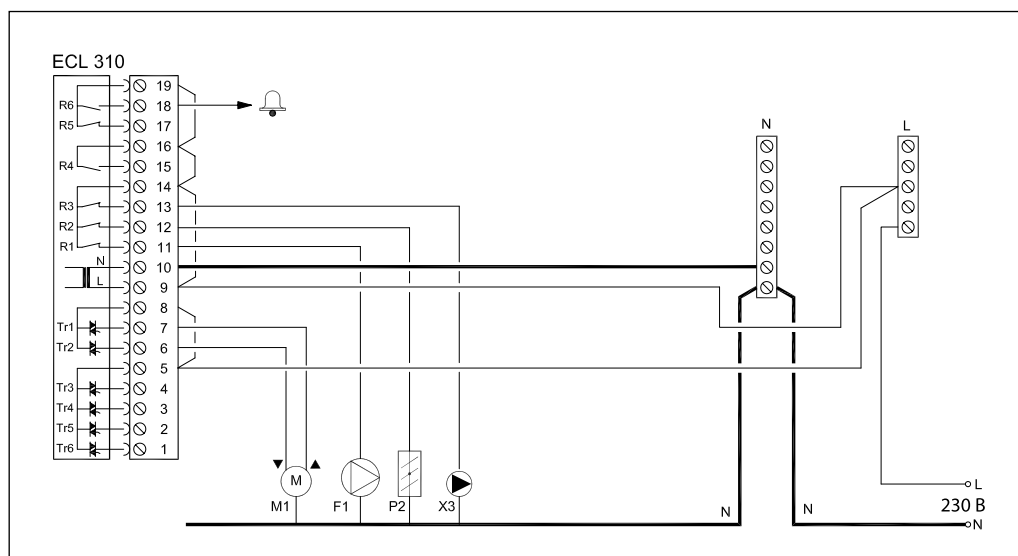 ECL 310
19
R6 18
R5 17
16
R4 15
14
R3 13
R2 12
R1 11
N 10
L 9
8
Tr1 7
Tr2 6
5
Tr3 4
Tr4 3
Tr5 2
Tr6 1
N
L
M
M1 F1 P2 X3
N N
L
230 В
N